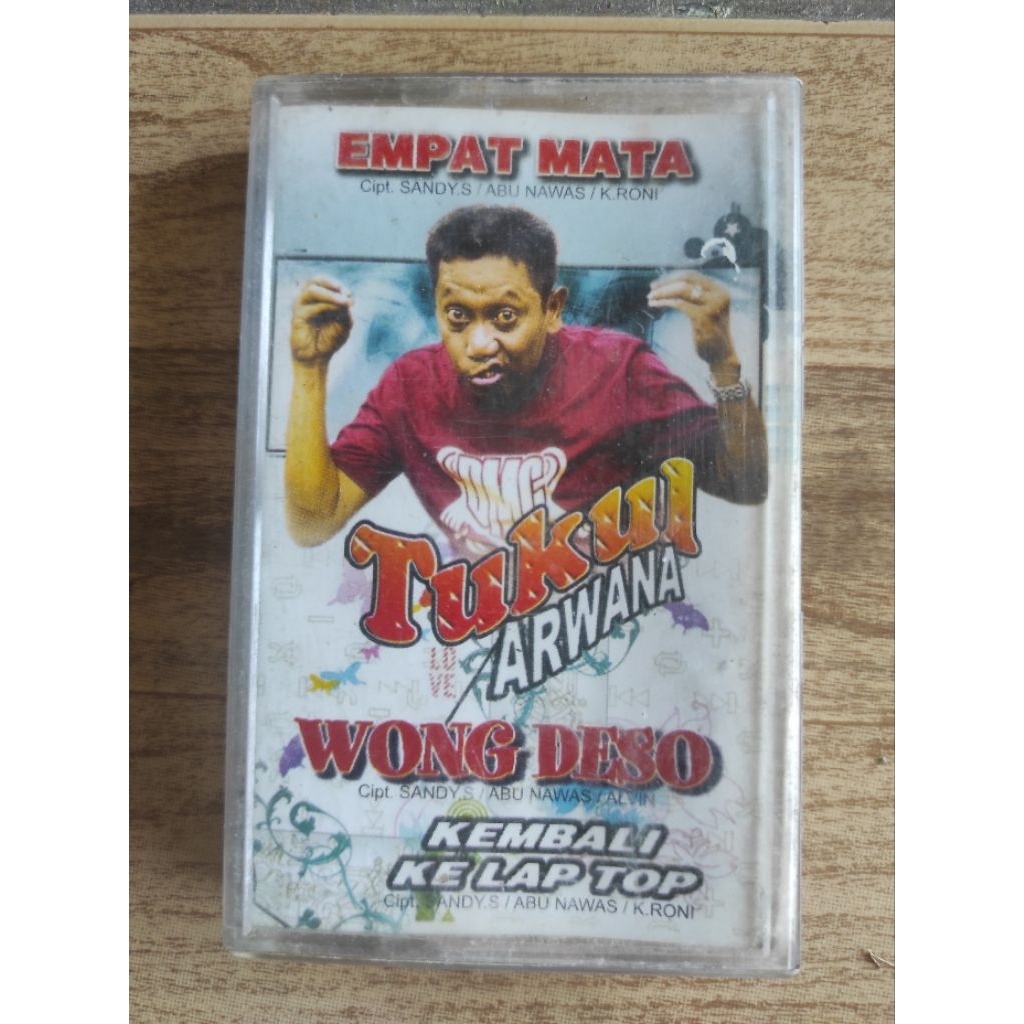 EMPAT MATA
Cipt. SANDY.S / ABU NAWAS / K.RONI
DMC
Tukul
ARWANA
WONG DESO
Cipt. SANDY.S / ABU NAWAS / ALVIN
KEMBALI
KE LAP TOP
Cipt. SANDY.S / ABU NAWAS / K.RONI